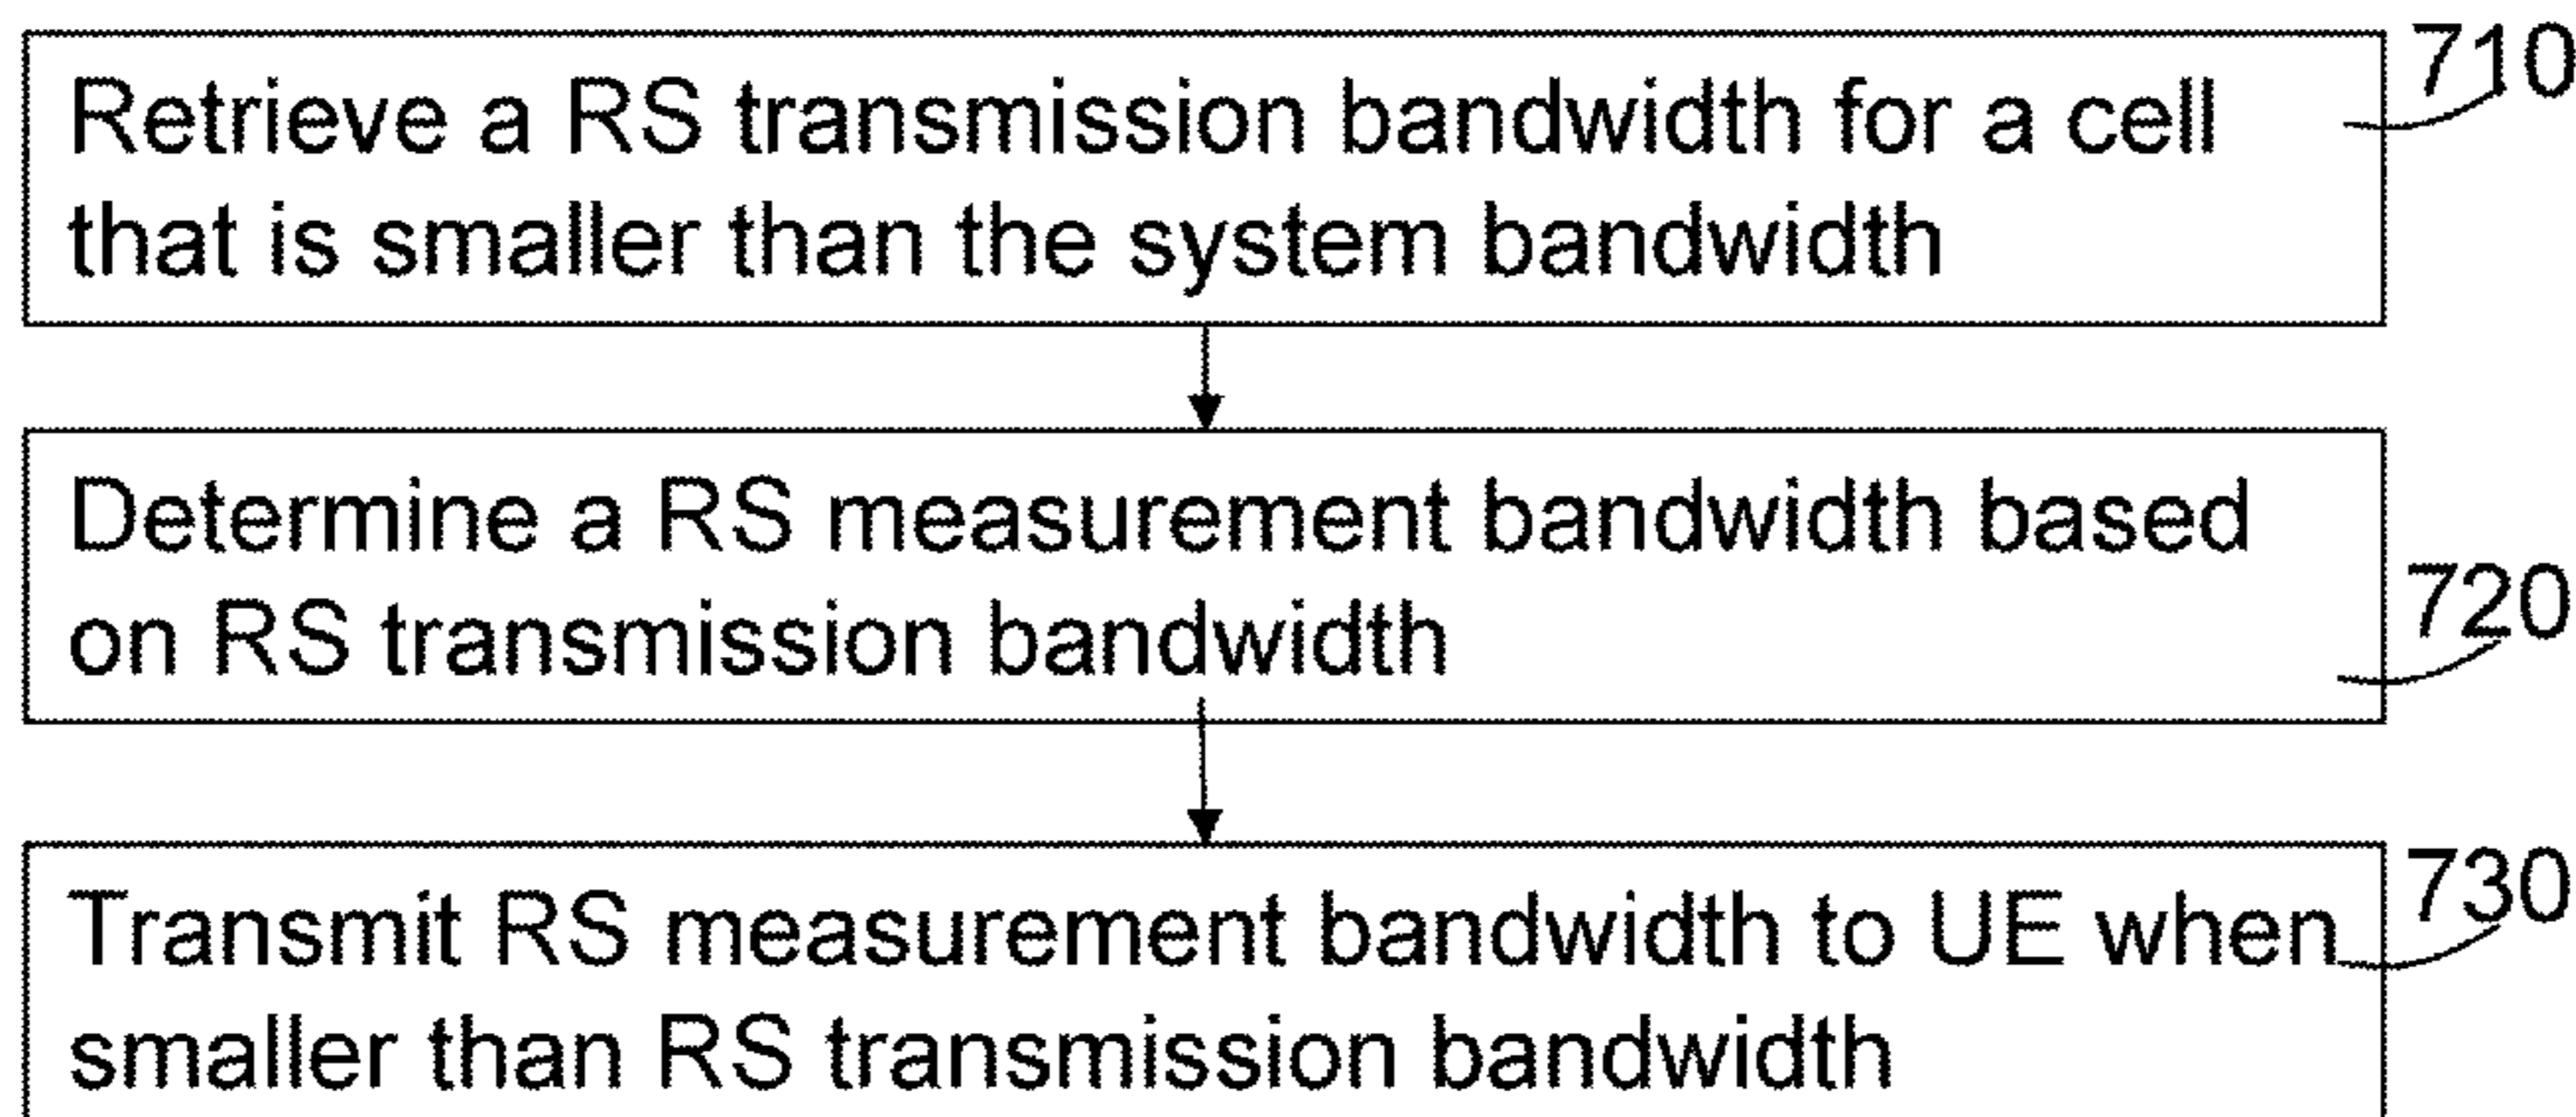 710
Retrieve a RS transmission bandwidth for a cell
that is smaller than the system bandwidth
Determine a RS measurement bandwidth based
on RS transmission bandwidth
720
Transmit RS measurement bandwidth to UE when
730
smaller than RS transmission bandwidth